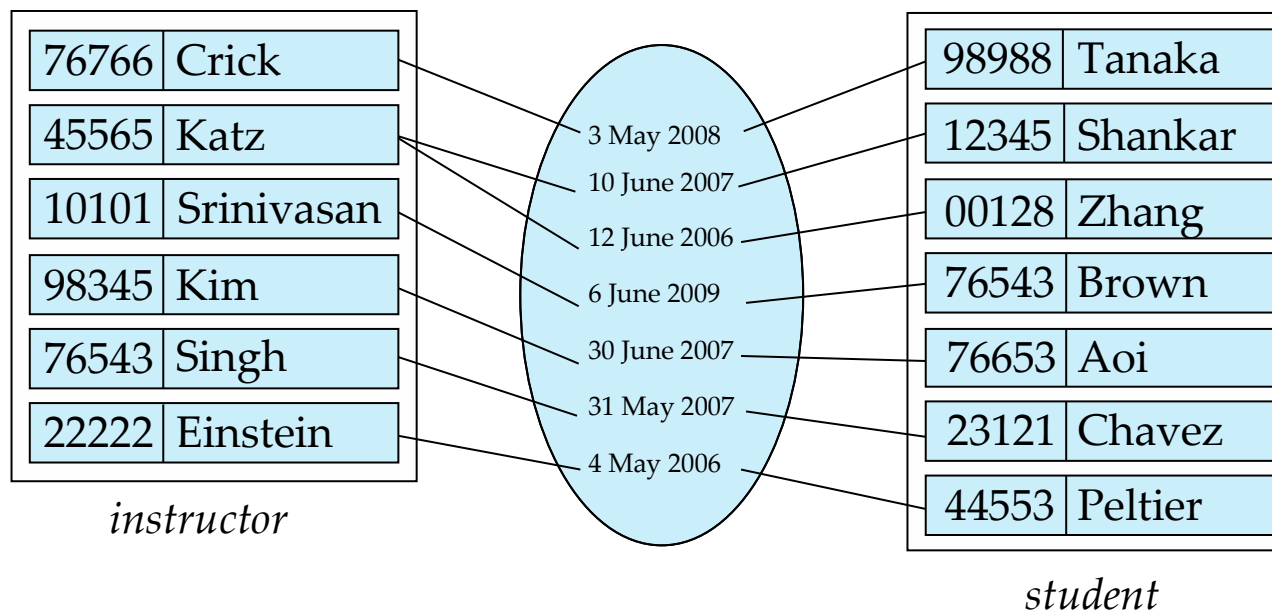 76766 Crick
45565 Katz
10101 Srinivasan
98345 Kim
76543 Singh
22222 Einstein
instructor
3 May 2008
10 June 2007
12 June 2006
6 June 2009
30 June 2007
31 May 2007
4 May 2006
98988 Tanaka
12345 Shankar
00128 Zhang
76543 Brown
76653 Aoi
23121 Chavez
44553 Peltier
student